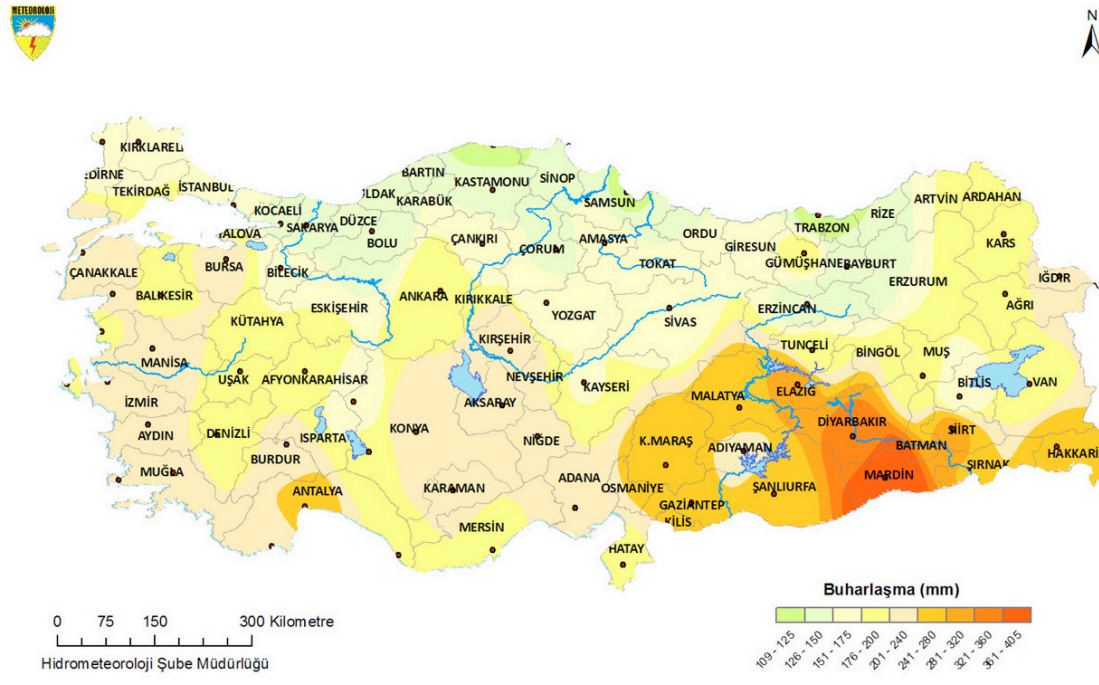 METEOROLOJİ
N
KIRKLARELİ
EDİRNE
TEKİRDAĞ
İSTANBUL
KOCAELİ
YALOVA
SAKARYA
DÜZCE
BOLU
BARTIN
KARABÜK
KASTAMONU
SİNOP
SAMSUN
ÇANKIRI
ÇORUM
AMASYA
TOKAT
ORDU
GİRESUN
TRABZON
GÜMÜŞHANE
BAYBURT
RİZE
ARTVİN
ARDAHAN
KARS
IĞDIR
AĞRI
ERZURUM
ERZİNCAN
ÇANAKKALE
BALIKESİR
BURSA
BİLECİK
ESKİŞEHİR
KÜTAHYA
ANKARA
KIRIKKALE
YOZGAT
SİVAS
TUNÇELİ
BİNGÖL
MUŞ
BİTLİS
VAN
MANİSA
UŞAK
AFYONKARAHİSAR
KIRŞEHİR
NEVŞEHİR
KAYSERİ
AKSARAY
MALATYA
ELAZIĞ
DİYARBAKIR
BATMAN
SİİRT
ŞIRNAK
HAKKARİ
İZMİR
AYDIN
DENİZLİ
ISPARTA
BURDUR
KONYA
NİĞDE
K.MARAŞ
ADIYAMAN
MARDİN
MUĞLA
ANTALYA
KARAMAN
MERSİN
ADANA
OSMANİYE
GAZİANTEP
KİLİS
ŞANLIURFA
HATAY
0 75 150 300 Kilometre
Hidrometeoroloji Şube Müdürlüğü
Buharlaşma (mm)
109 - 125
126 - 150
151 - 175
176 - 200
201 - 240
241 - 280
281 - 320
321 - 360
361 - 405